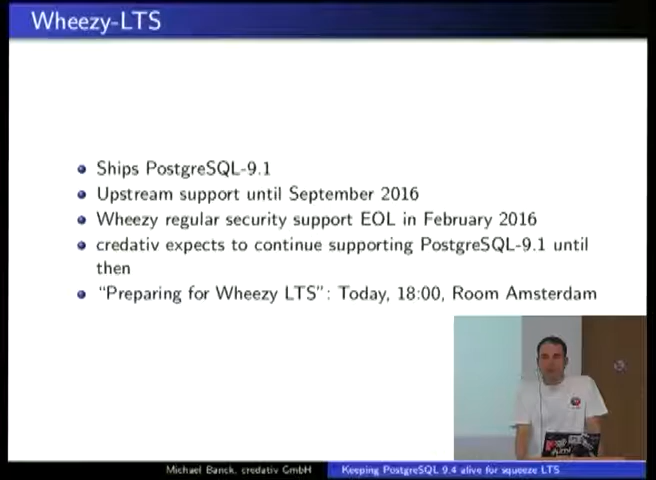 Wheezy-LTS
Ships PostgreSQL-9.1
Upstream support until September 2016
Wheezy regular security support EOL in February 2016
credativ expects to continue supporting PostgreSQL-9.1 until
then
“Preparing for Wheezy LTS”: Today, 18:00, Room Amsterdam
Michael Banck, credativ GmbH
Keeping PostgreSQL 9.4 alive for squeeze LTS